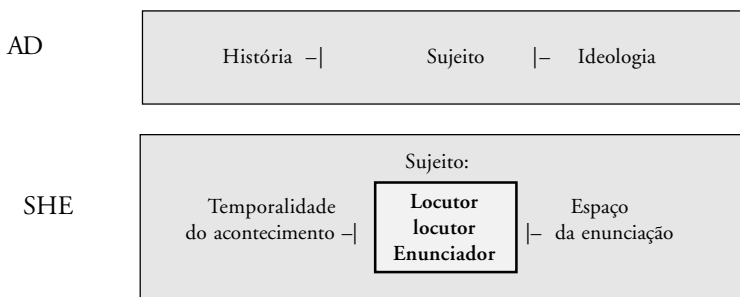 AD
História –| Sujeito |– Ideologia
SHE
Sujeito:
Temporalidade
do acontecimento –|
Locutor
locutor
Enunciador
Espaço
|– da enunciação